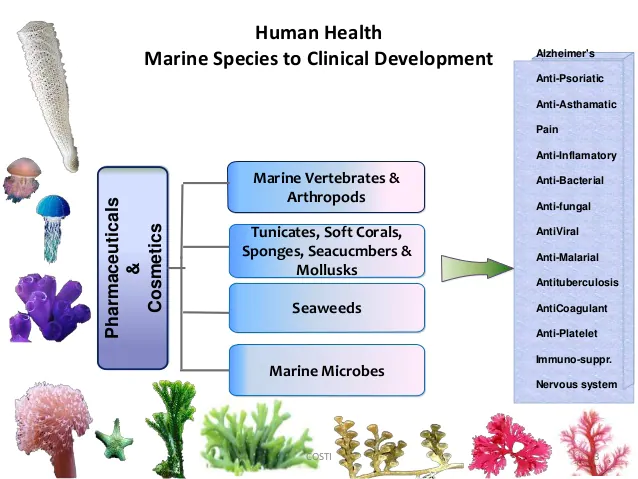 Human Health
Marine Species to Clinical Development
Pharmaceuticals
&
Cosmetics
Marine Vertebrates &
Arthropods
Tunicates, Soft Corals,
Sponges, Seacucmbers &
Mollusks
Seaweeds
Marine Microbes
Alzheimer's
Anti-Psoriatic
Anti-Asthamatic
Pain
Anti-Inflamatory
Anti-Bacterial
Anti-fungal
AntiViral
Anti-Malarial
Antituberculosis
AntiCoagulant
Anti-Platelet
Immuno-suppr.
Nervous system
COSTI